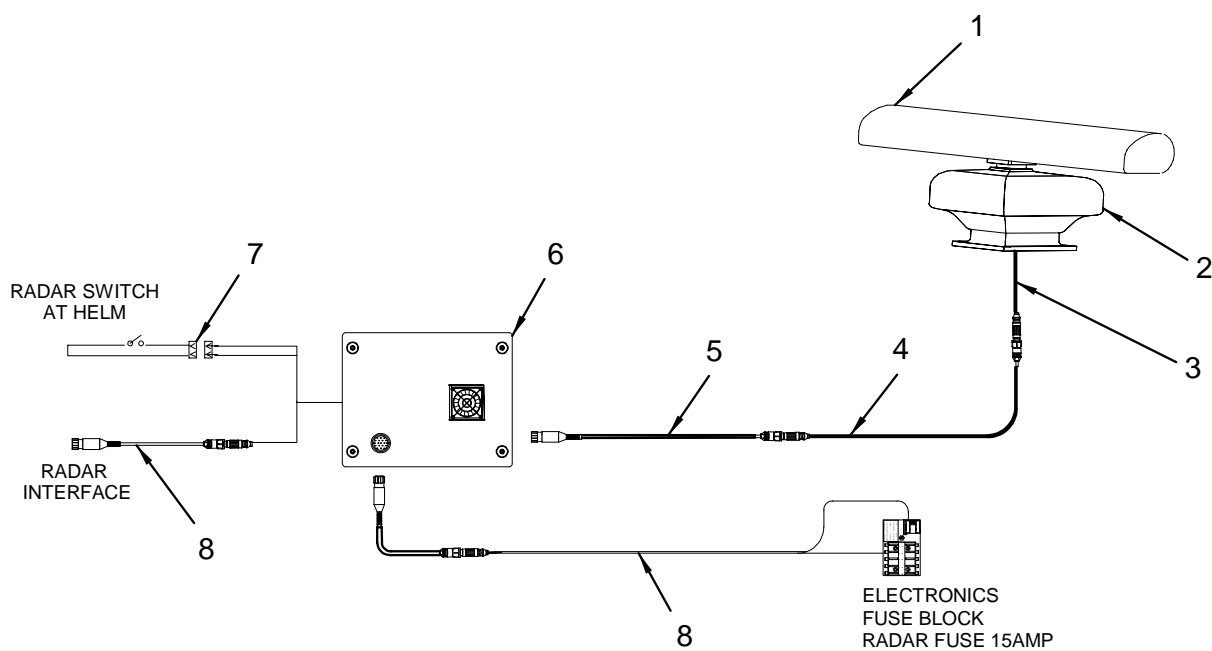 1
2
3
4
5
6
7
RADAR SWITCH
AT HELM
RADAR
INTERFACE
8
8
ELECTRONICS
FUSE BLOCK
RADAR FUSE 15AMP